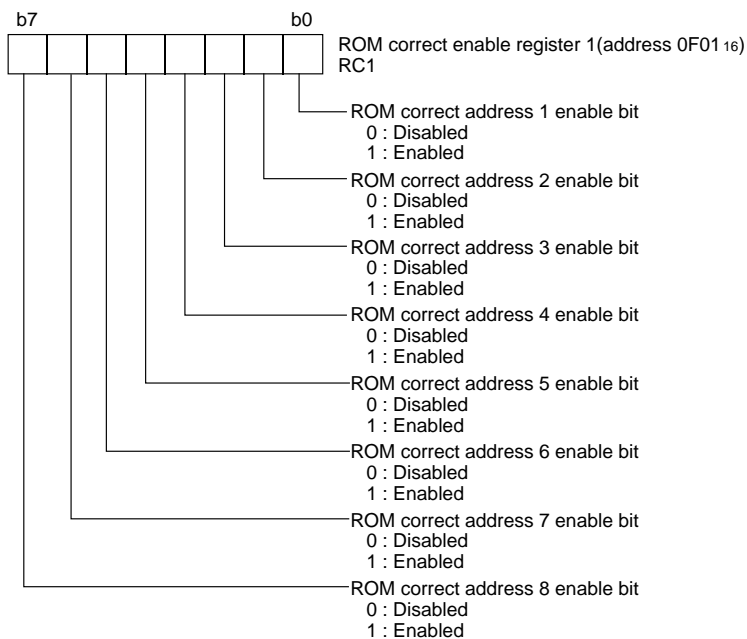 b7 b0
ROM correct enable register 1(address 0F01 16)
RC1
ROM correct address 1 enable bit
0 : Disabled
1 : Enabled
ROM correct address 2 enable bit
0 : Disabled
1 : Enabled
ROM correct address 3 enable bit
0 : Disabled
1 : Enabled
ROM correct address 4 enable bit
0 : Disabled
1 : Enabled
ROM correct address 5 enable bit
0 : Disabled
1 : Enabled
ROM correct address 6 enable bit
0 : Disabled
1 : Enabled
ROM correct address 7 enable bit
0 : Disabled
1 : Enabled
ROM correct address 8 enable bit
0 : Disabled
1 : Enabled